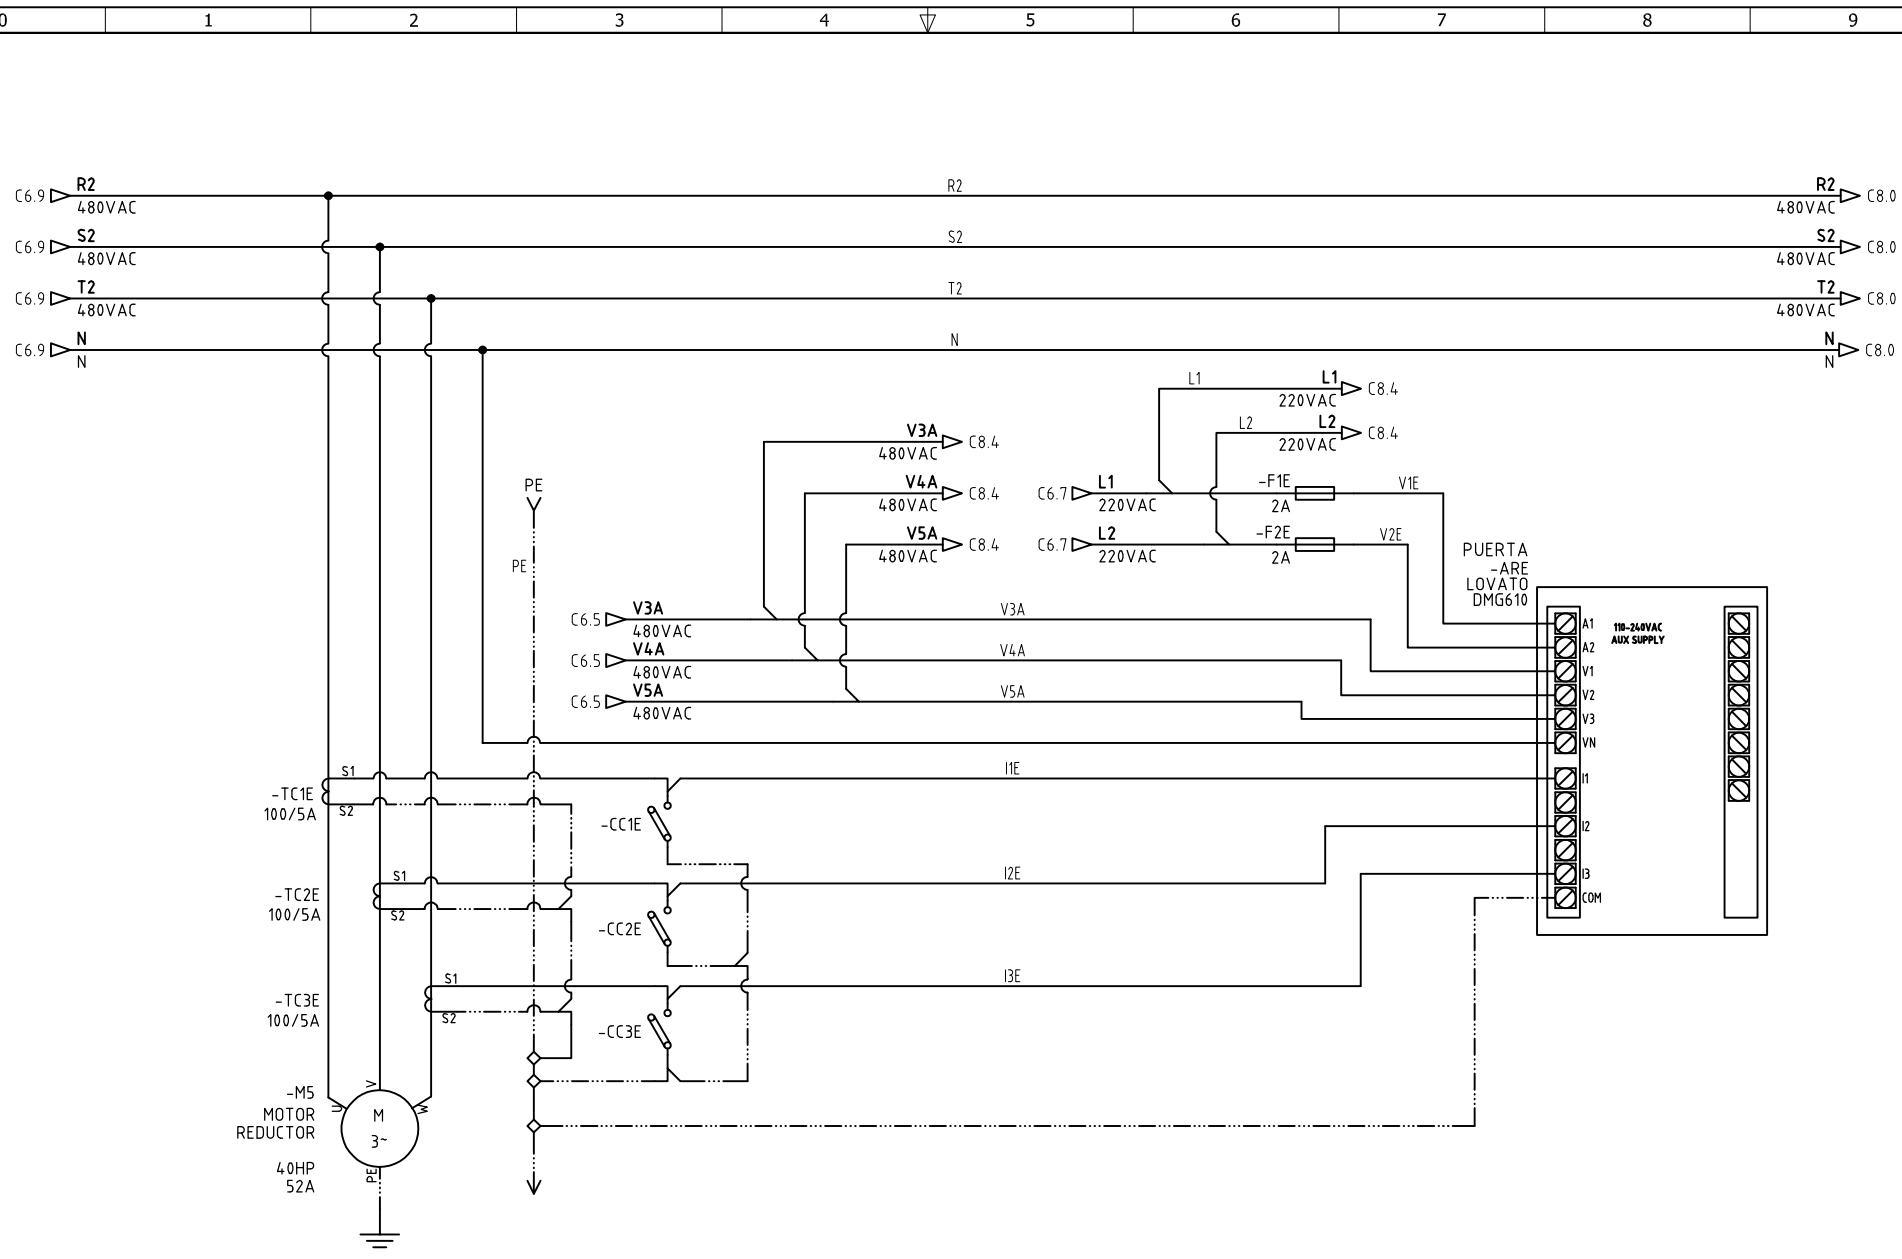 0 1 2 3 4 5 6 7 8 9
C6.9 R2 R2 R2 C8.0
480VAC 480VAC
C6.9 S2 S2 S2 C8.0
480VAC 480VAC
C6.9 T2 T2 T2 C8.0
480VAC 480VAC
C6.9 N N N C8.0
N N
L1 L1 C8.4
220VAC
L2 L2 C8.4
220VAC
V3A C8.4
480VAC
V4A C8.4
480VAC
V5A C8.4
480VAC
C6.7 L1 -F1E V1E
220VAC 2A
C6.7 L2 -F2E V2E
220VAC 2A
PE
PE
PUERTA
-ARE
LOVATO
DMG610
C6.5 V3A V3A
480VAC
C6.5 V4A V4A
480VAC
C6.5 V5A V5A
480VAC
110-240VAC
AUX SUPPLY
A1
A2
V1
V2
V3
VN
I1
I2
I3
COM
S1 I1E
-TC1E
100/5A
S2
-CC1E
S1 I2E
-TC2E
100/5A
S2
-CC2E
S1 I3E
-TC3E
100/5A
S2
-CC3E
-M5
MOTOR
REDUCTOR
40HP
52A
U V W
M
3~
PE